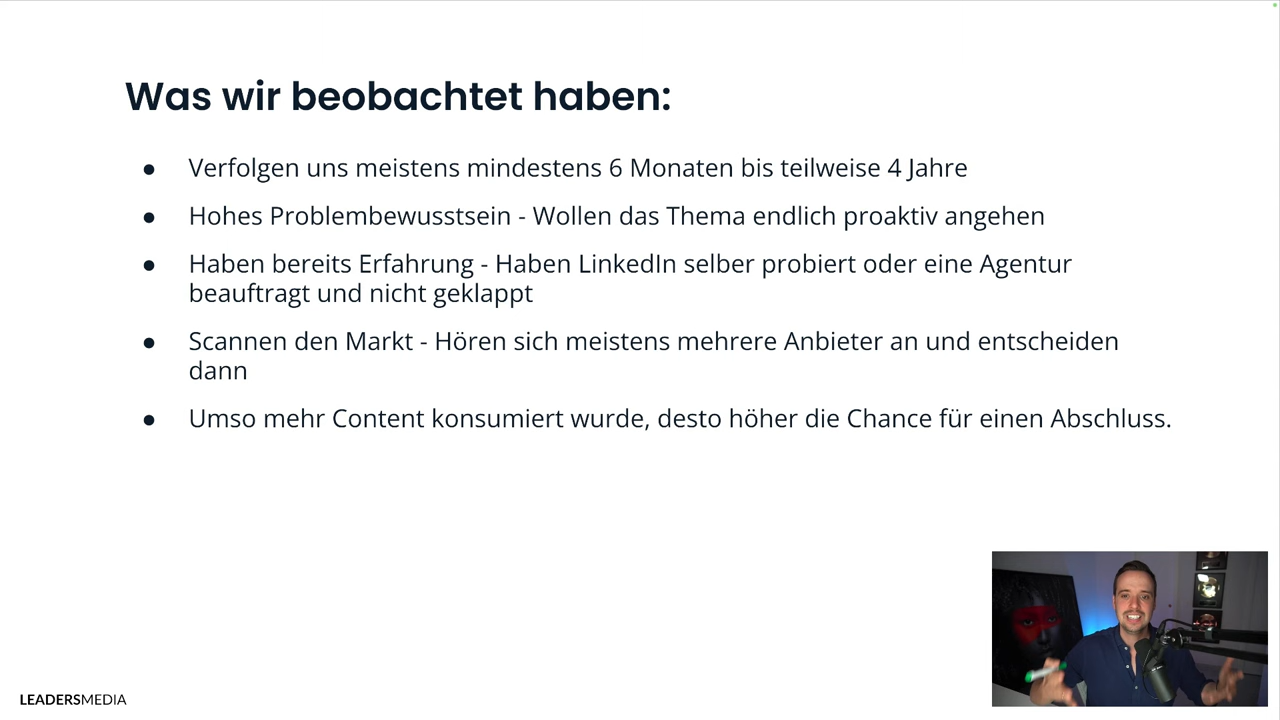 Was wir beobachtet haben:
● Verfolgen uns meistens mindestens 6 Monaten bis teilweise 4 Jahre
● Hohes Problembewusstsein - Wollen das Thema endlich proaktiv angehen
● Haben bereits Erfahrung - Haben LinkedIn selber probiert oder eine Agentur
beauftragt und nicht geklappt
● Scannen den Markt - Hören sich meistens mehrere Anbieter an und entscheiden
dann
● Umso mehr Content konsumiert wurde, desto höher die Chance für einen Abschluss.
LEADERSMEDIA